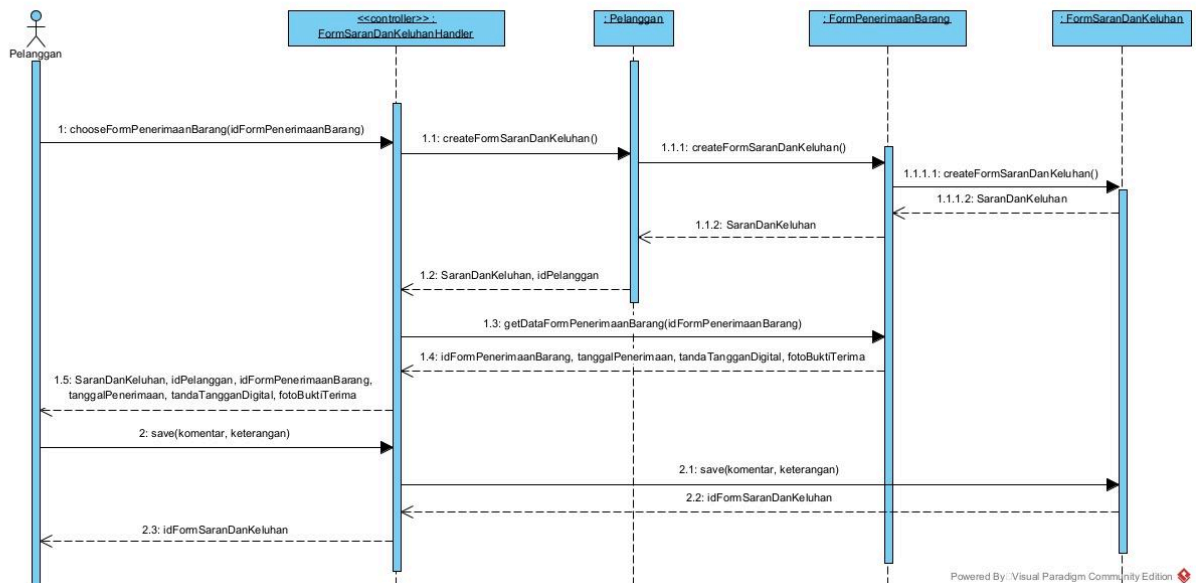 Pelanggan
<<controller>> :
FormSaranDanKeluhanHandler
: Pelanggan
: FormPenerimaanBarang
: FormSaranDanKeluhan
1: chooseFormPenerimaanBarang(idFormPenerimaanBarang)
1.1: createFormSaranDanKeluhan()
1.1.1: createFormSaranDanKeluhan()
1.1.1.1: createFormSaranDanKeluhan()
1.1.1.2: SaranDanKeluhan
1.1.2: SaranDanKeluhan
1.2: SaranDanKeluhan, idPelanggan
1.3: getDataFormPenerimaanBarang(idFormPenerimaanBarang)
1.4: idFormPenerimaanBarang, tanggalPenerimaan, tandaTangganDigital, fotoBuktiTerima
1.5: SaranDanKeluhan, idPelanggan, idFormPenerimaanBarang,
tanggalPenerimaan, tandaTangganDigital, fotoBuktiTerima
2: save(komentar, keterangan)
2.1: save(komentar, keterangan)
2.2: idFormSaranDanKeluhan
2.3: idFormSaranDanKeluhan
Powered By Visual Paradigm Community Edition